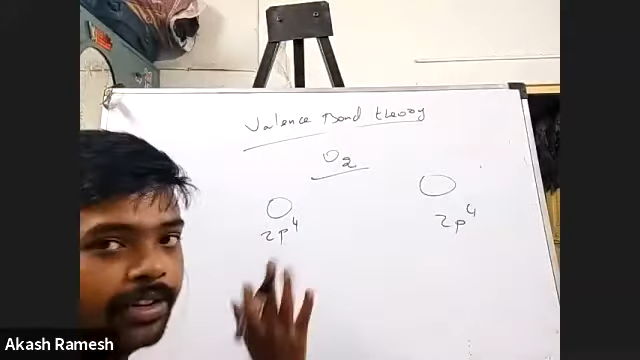 Valence Bond theory
O2
O O
2p4 2p4
Akash Ramesh